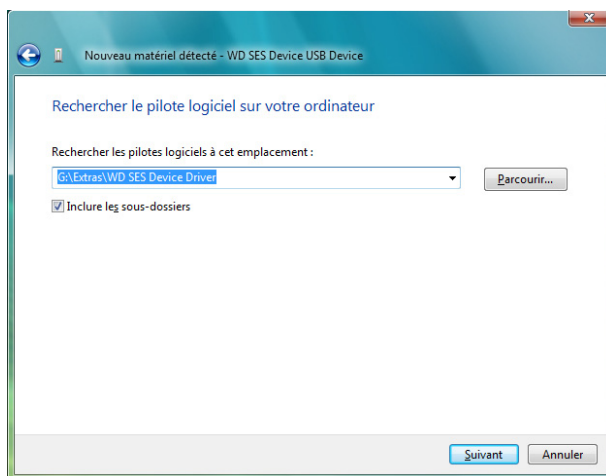 Nouveau matériel détecté - WD SES Device USB Device
Rechercher le pilote logiciel sur votre ordinateur
Rechercher les pilotes logiciels à cet emplacement :
G:\Extras\WD SES Device Driver
Parcourir...
Inclure les sous-dossiers
Suivant
Annuler